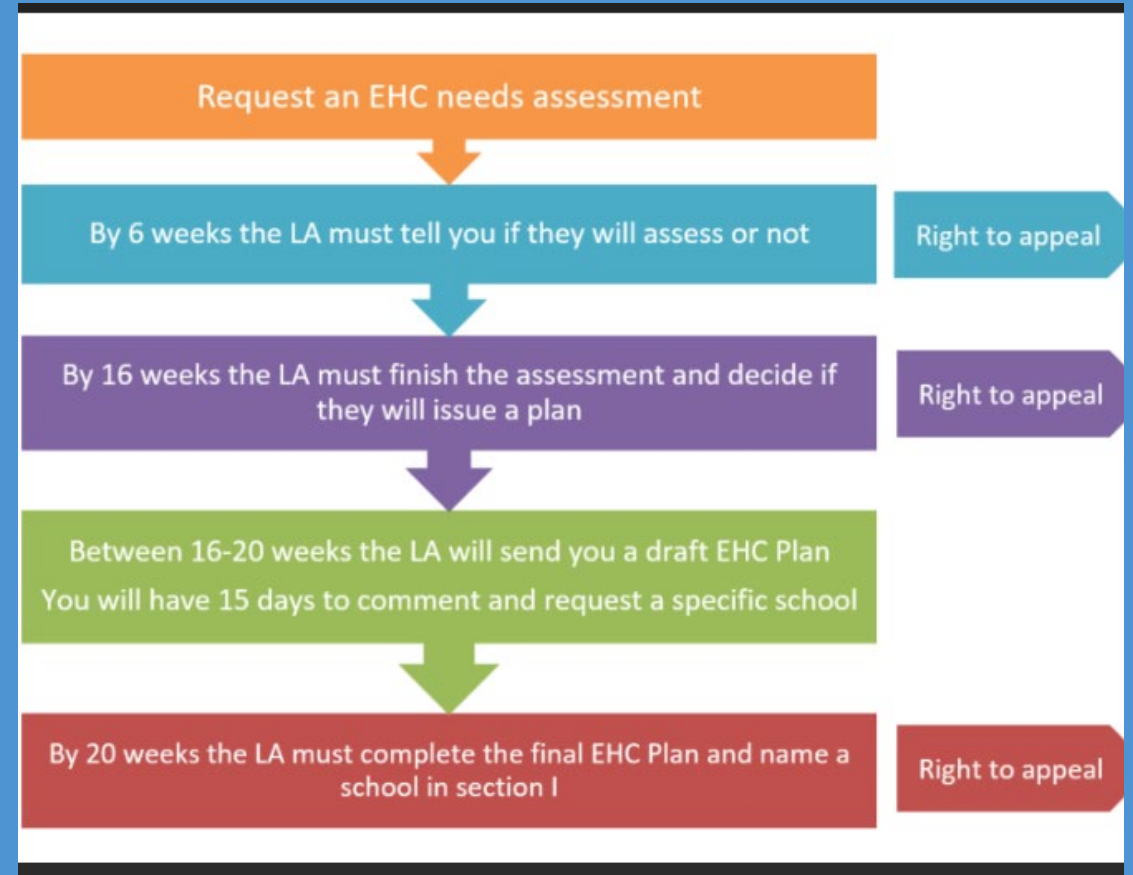 Request an EHC needs assessment
By 6 weeks the LA must tell you if they will assess or not
Right to appeal
By 16 weeks the LA must finish the assessment and decide if
they will issue a plan
Right to appeal
Between 16-20 weeks the LA will send you a draft EHC Plan
You will have 15 days to comment and request a specific school
By 20 weeks the LA must complete the final EHC Plan and name a
school in section I
Right to appeal